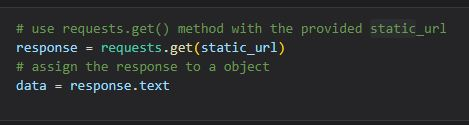 # use requests.get() method with the provided static_url
response = requests.get(static_url)
# assign the response to a object
data = response.text